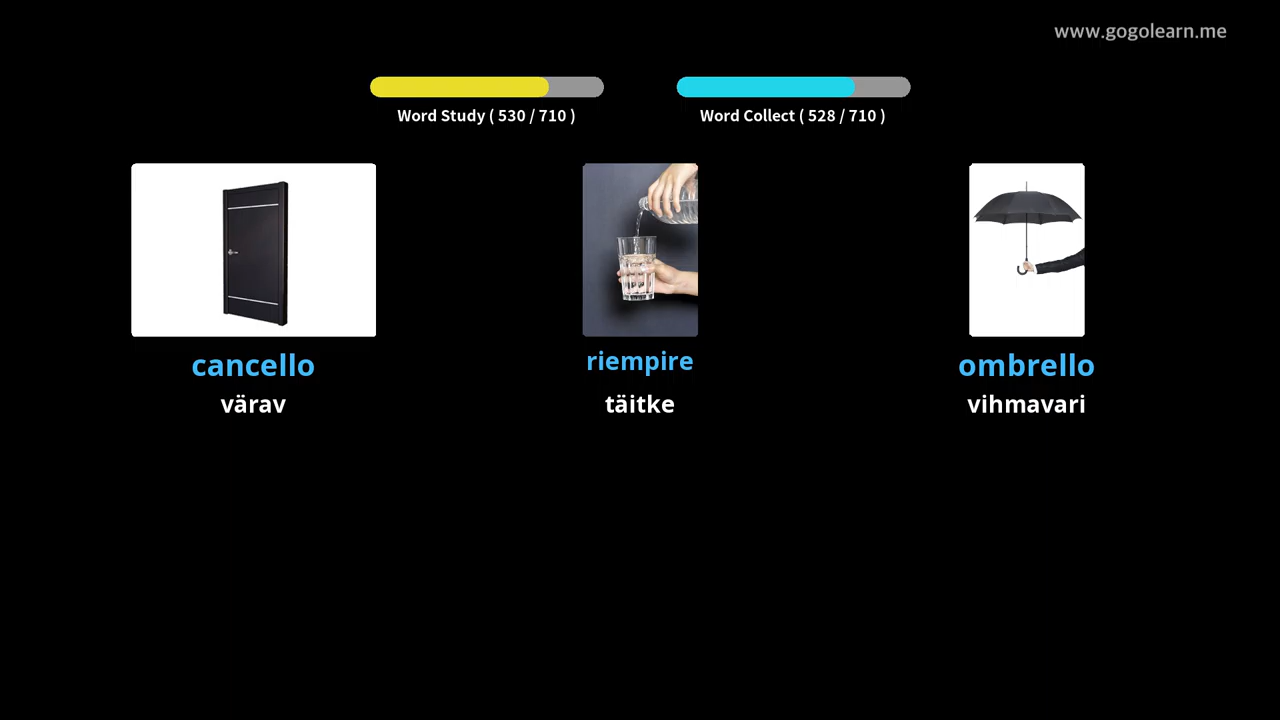 www.gogolearn.me
Word Study ( 530 / 710 )
Word Collect ( 528 / 710 )
cancello
värav
riempire
täitke
ombrello
vihmavari